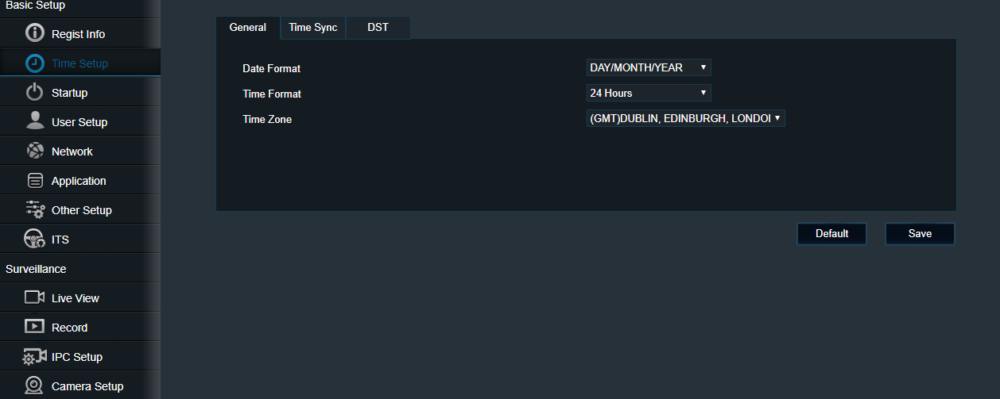 Basic Setup
Regist Info
Time Setup
Startup
User Setup
Network
Application
Other Setup
ITS
Surveillance
Live View
Record
IPC Setup
Camera Setup
General Time Sync DST
Date Format DAY/MONTH/YEAR
Time Format 24 Hours
Time Zone (GMT)DUBLIN, EDINBURGH, LONDO
Default Save